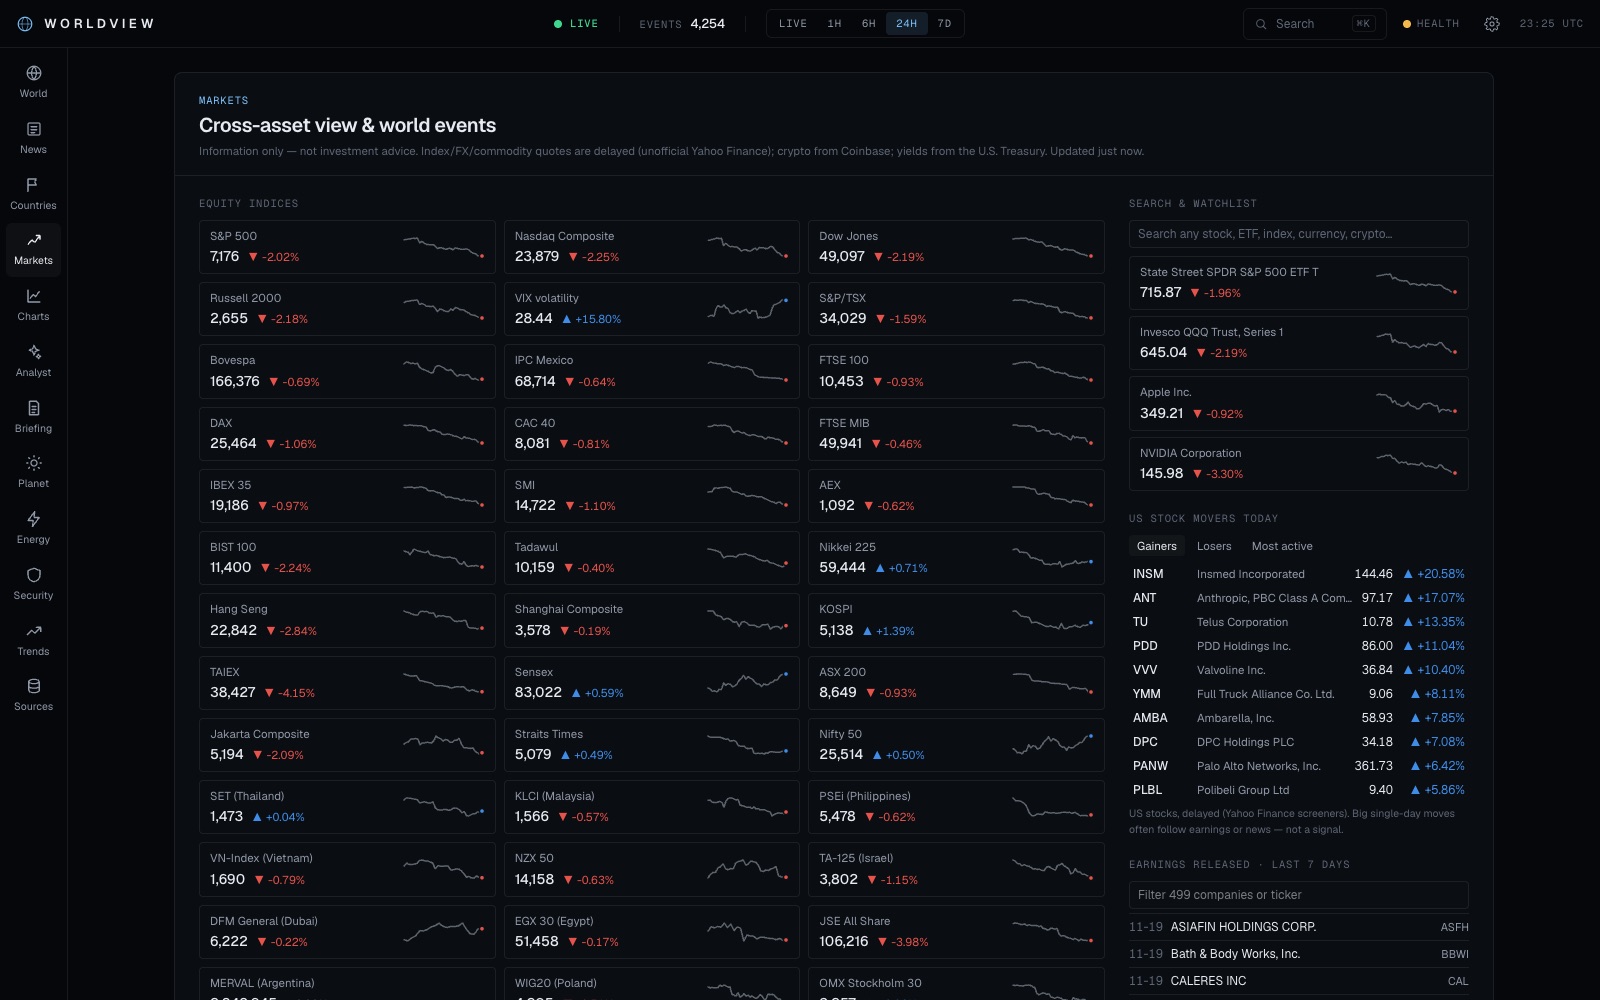 WORLDVIEW
LIVE
EVENTS 4,254
LIVE 1H 6H 24H 7D
Search ⌘K
HEALTH
23:25 UTC
World
News
Countries
Markets
Charts
Analyst
Briefing
Planet
Energy
Security
Trends
Sources
MARKETS
Cross-asset view & world events
Information only — not investment advice. Index/FX/commodity quotes are delayed (unofficial Yahoo Finance); crypto from Coinbase; yields from the U.S. Treasury. Updated just now.
EQUITY INDICES
S&P 500
7,176 ▼ -2.02%
Nasdaq Composite
23,879 ▼ -2.25%
Dow Jones
49,097 ▼ -2.19%
Russell 2000
2,655 ▼ -2.18%
VIX volatility
28.44 ▲ +15.80%
S&P/TSX
34,029 ▼ -1.59%
Bovespa
166,376 ▼ -0.69%
IPC Mexico
68,714 ▼ -0.64%
FTSE 100
10,453 ▼ -0.93%
DAX
25,464 ▼ -1.06%
CAC 40
8,081 ▼ -0.81%
FTSE MIB
49,941 ▼ -0.46%
IBEX 35
19,186 ▼ -0.97%
SMI
14,722 ▼ -1.10%
AEX
1,092 ▼ -0.62%
BIST 100
11,400 ▼ -2.24%
Tadawul
10,159 ▼ -0.40%
Nikkei 225
59,444 ▲ +0.71%
Hang Seng
22,842 ▼ -2.84%
Shanghai Composite
3,578 ▼ -0.19%
KOSPI
5,138 ▲ +1.39%
TAIEX
38,427 ▼ -4.15%
Sensex
83,022 ▲ +0.59%
ASX 200
8,649 ▼ -0.93%
Jakarta Composite
5,194 ▼ -2.09%
Straits Times
5,079 ▲ +0.49%
Nifty 50
25,514 ▲ +0.50%
SET (Thailand)
1,473 ▲ +0.04%
KLCI (Malaysia)
1,566 ▼ -0.57%
PSEi (Philippines)
5,478 ▼ -0.62%
VN-Index (Vietnam)
1,690 ▼ -0.79%
NZX 50
14,158 ▼ -0.63%
TA-125 (Israel)
3,802 ▼ -1.15%
DFM General (Dubai)
6,222 ▼ -0.22%
EGX 30 (Egypt)
51,458 ▼ -0.17%
JSE All Share
106,216 ▼ -3.98%
MERVAL (Argentina)
WIG20 (Poland)
OMX Stockholm 30
SEARCH & WATCHLIST
Search any stock, ETF, index, currency, crypto…
State Street SPDR S&P 500 ETF T
715.87 ▼ -1.96%
Invesco QQQ Trust, Series 1
645.04 ▼ -2.19%
Apple Inc.
349.21 ▼ -0.92%
NVIDIA Corporation
145.98 ▼ -3.30%
US STOCK MOVERS TODAY
Gainers Losers Most active
INSM Insmed Incorporated 144.46 ▲ +20.58%
ANT Anthropic, PBC Class A Com… 97.17 ▲ +17.07%
TU Telus Corporation 10.78 ▲ +13.35%
PDD PDD Holdings Inc. 86.00 ▲ +11.04%
VVV Valvoline Inc. 36.84 ▲ +10.40%
YMM Full Truck Alliance Co. Ltd. 9.06 ▲ +8.11%
AMBA Ambarella, Inc. 58.93 ▲ +7.85%
DPC DPC Holdings PLC 34.18 ▲ +7.08%
PANW Palo Alto Networks, Inc. 361.73 ▲ +6.42%
PLBL Polibeli Group Ltd 9.40 ▲ +5.86%
US stocks, delayed (Yahoo Finance screeners). Big single-day moves
often follow earnings or news — not a signal.
EARNINGS RELEASED · LAST 7 DAYS
Filter 499 companies or ticker
11-19 ASIAFIN HOLDINGS CORP. ASFH
11-19 Bath & Body Works, Inc. BBWI
11-19 CALERES INC CAL